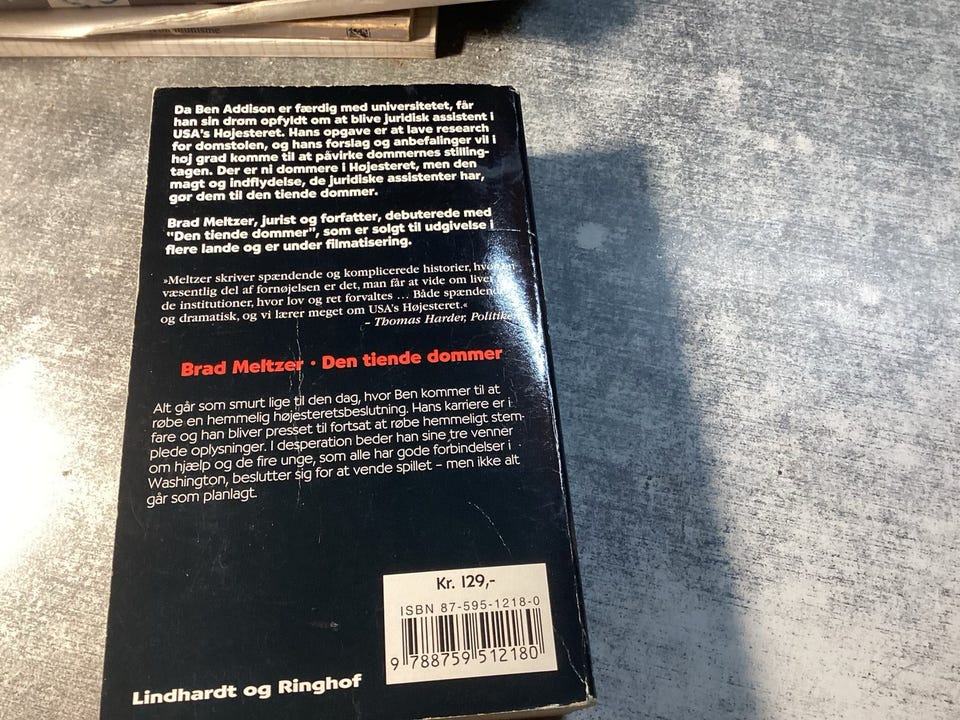 Da Ben Addison er færdig med universitetet, får
han sin drøm opfyldt om at blive juridisk assistent i
USA's Højesteret. Hans opgave er at lave research
for domstolen, og hans forslag og anbefalinger vil i
høj grad komme til at påvirke dommernes stilling-
tagen. Der er ni dommere i Højesteret, men den
magt og indflydelse, de juridiske assistenter har,
gør dem til den tiende dommer.
Brad Meltzer, jurist og forfatter, debuterede med
"Den tiende dommer", som er solgt til udgivelse i
flere lande og er under filmatisering.
»Meltzer skriver spændende og komplicerede historier,
væsentlig del af fornøjelsen er det, man får at vide om
de institutioner, hvor lov og ret forvaltes ... Både
og dramatisk, og vi lærer meget om USA's Højesteret.«
– Thomas Harder,
Brad Meltzer · Den tiende dommer
Alt går som smurt lige til den dag, hvor Ben kommer til at
røbe en hemmelig højesteretsbeslutning. Hans karriere er i
fare og han bliver presset til fortsat at røbe hemmeligt stem-
plede oplysninger. I desperation beder han sine tre venner
om hjælp og de fire unge, som alle har gode forbindelser i
Washington, beslutter sig for at vende spillet – men ikke alt
går som planlagt.
Kr. 129,-
ISBN 87-595-1218-0
9 788759 512180
Lindhardt og Ringhof